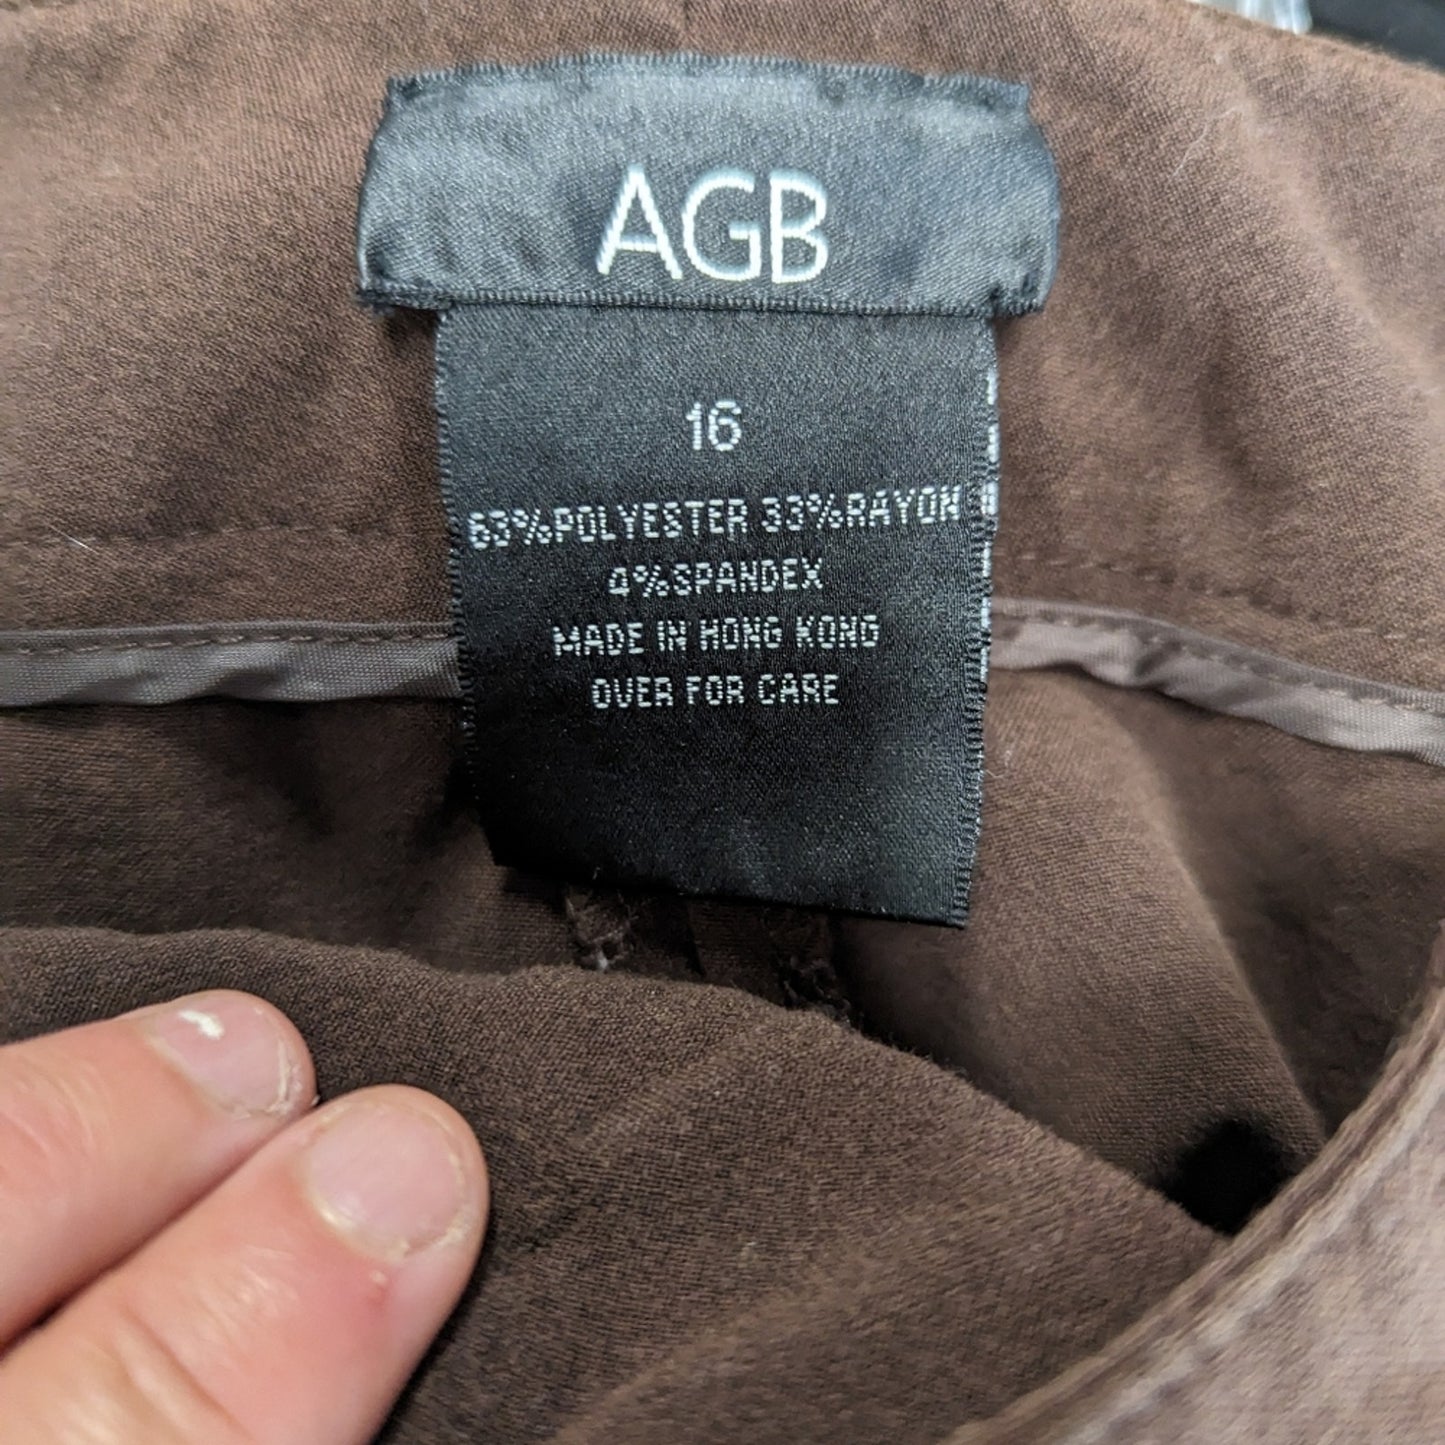 AGB
16
63%POLYESTER 33%RAYON
4%SPANDEX
MADE IN HONG KONG
OVER FOR CARE